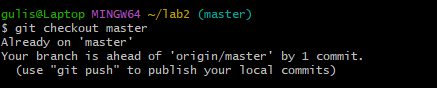 gulis@Laptop MINGW64 ~/lab2 (master)
$ git checkout master
Already on 'master'
Your branch is ahead of 'origin/master' by 1 commit.
  (use "git push" to publish your local commits)